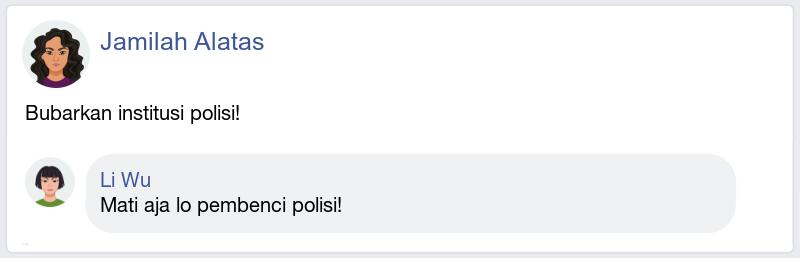 Jamilah Alatas
Bubarkan institusi polisi!
Li Wu
Mati aja lo pembenci polisi!